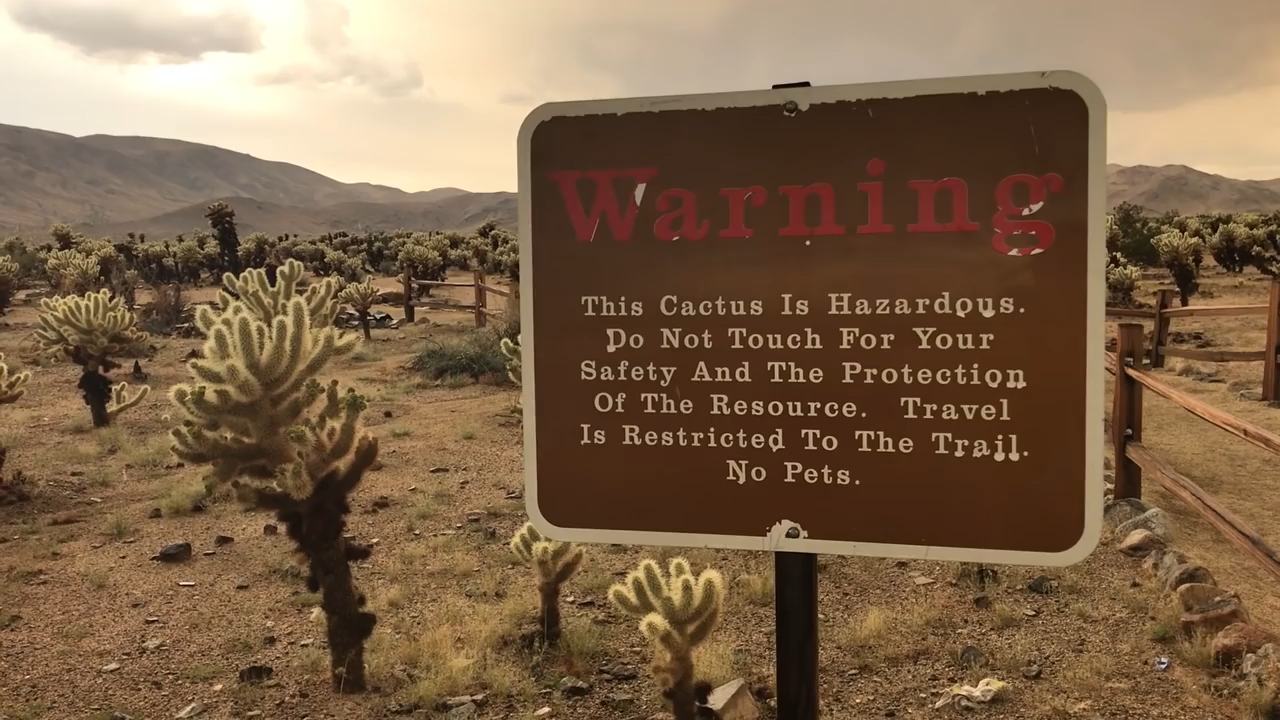 Warning
This Cactus Is Hazardous.
Do Not Touch For Your
Safety And The Protection
Of The Resource. Travel
Is Restricted To The Trail.
No Pets.